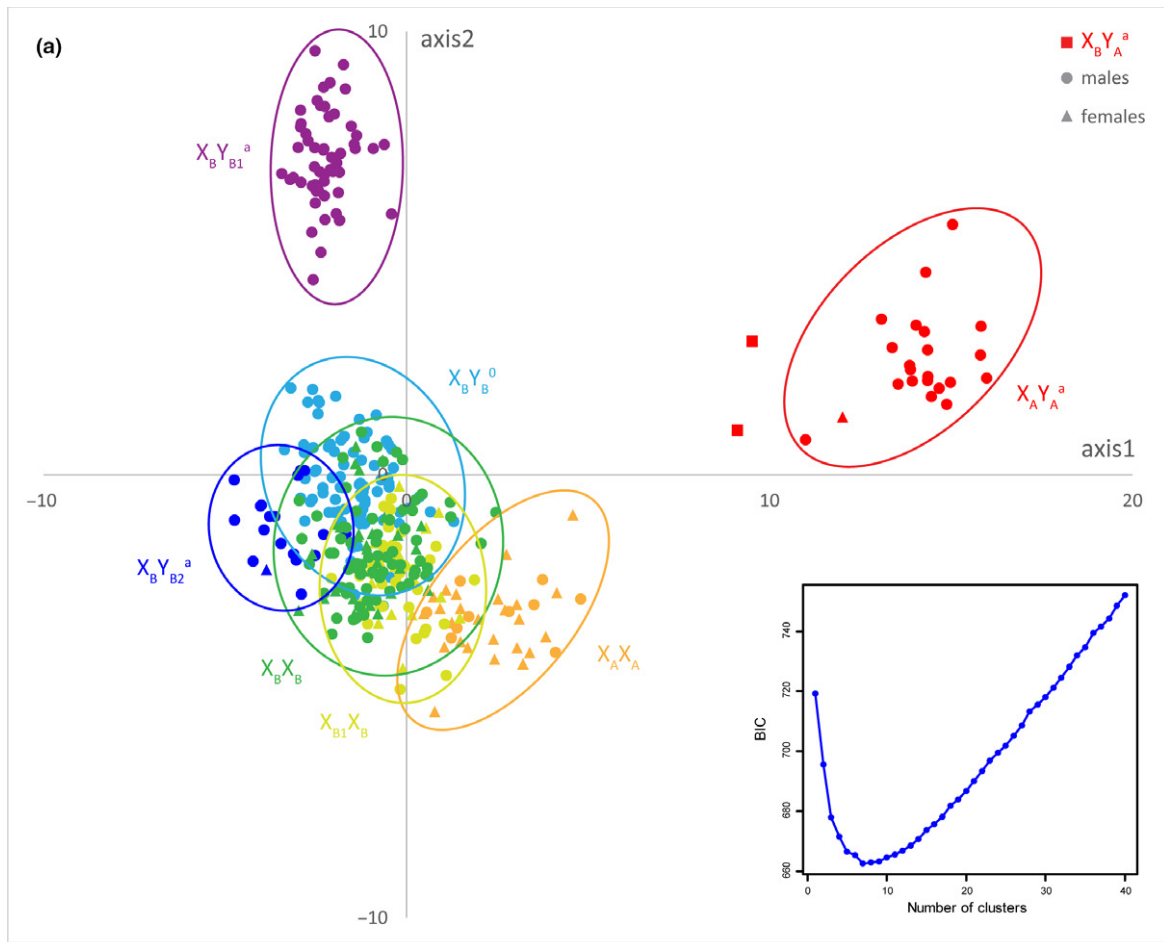 (a)
10
axis2
X_B Y_A^a
males
females
X_B Y_B1^a
X_B Y_B^0
X_A Y_A^a
axis1
−10
0
0
10
20
X_B Y_B2^a
X_B X_B
X_A X_A
X_B1 X_B
−10
BIC
740
720
700
680
660
0
10
20
30
40
Number of clusters